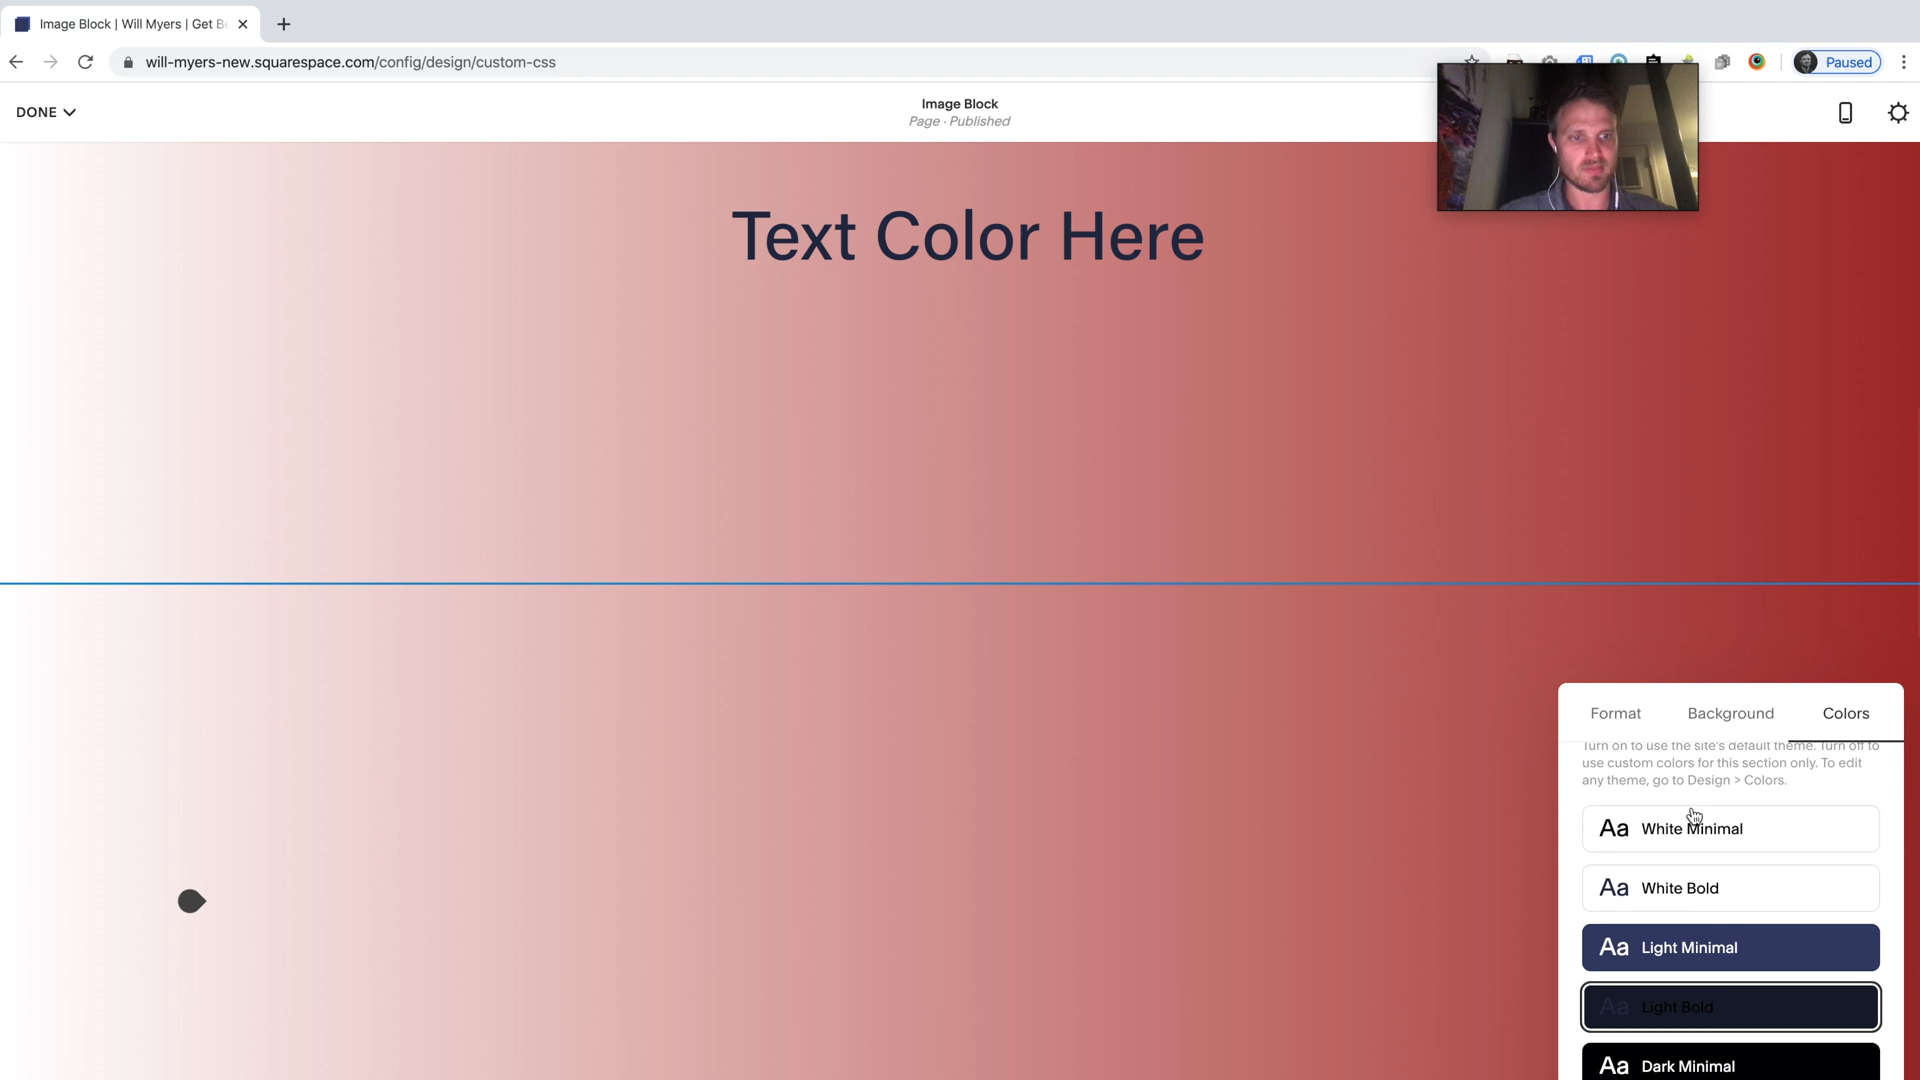 Image Block | Will Myers | Get Be
will-myers-new.squarespace.com/config/design/custom-css
Paused
DONE
Image Block
Page · Published
Text Color Here
Format
Background
Colors
Turn on to use the site's default theme. Turn off to
use custom colors for this section only. To edit
any theme, go to Design > Colors.
Aa White Minimal
Aa White Bold
Aa Light Minimal
Aa Light Bold
Aa Dark Minimal